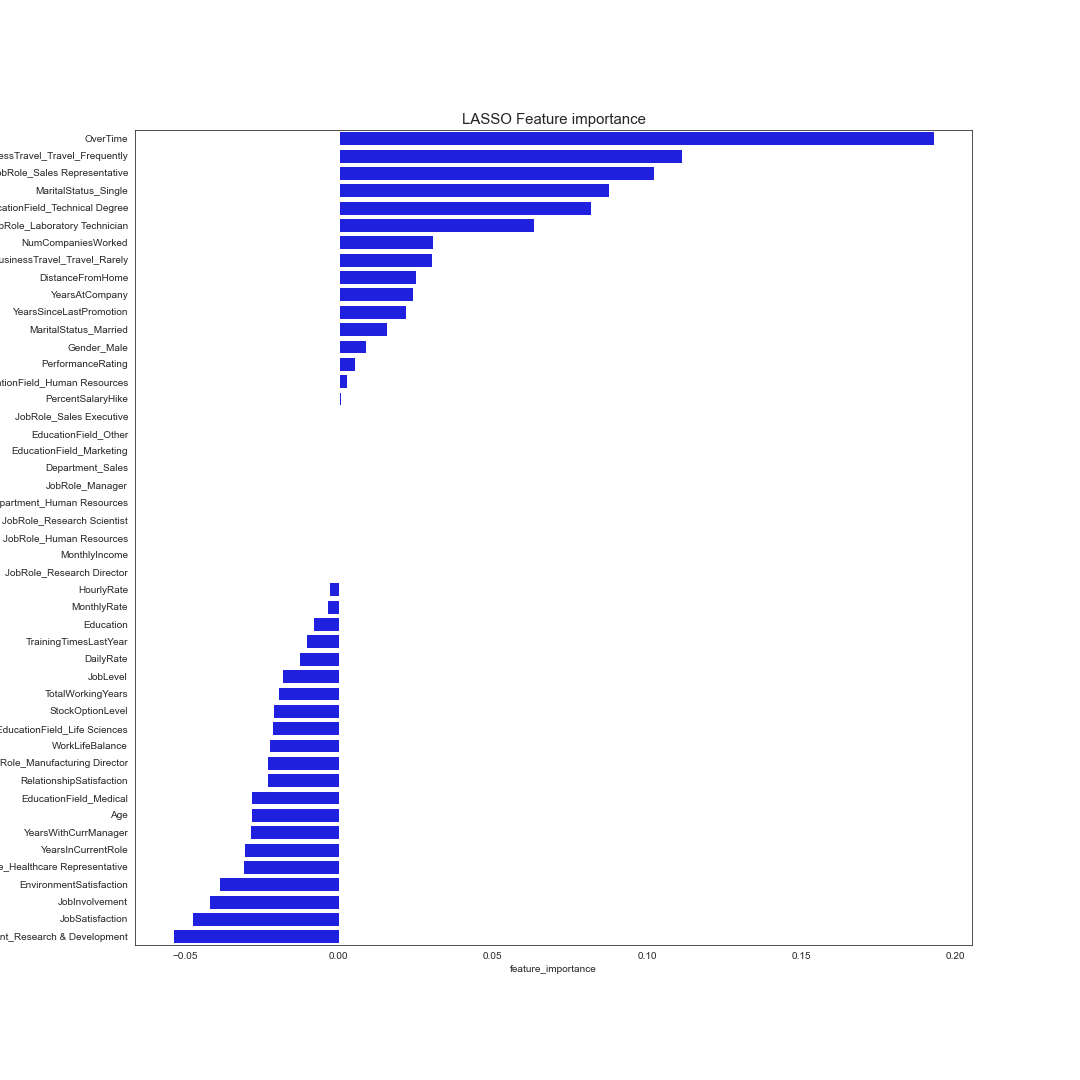 LASSO Feature importance
OverTime
essTravel_Travel_Frequently
bRole_Sales Representative
MaritalStatus_Single
cationField_Technical Degree
bRole_Laboratory Technician
NumCompaniesWorked
usinessTravel_Travel_Rarely
DistanceFromHome
YearsAtCompany
YearsSinceLastPromotion
MaritalStatus_Married
Gender_Male
PerformanceRating
tionField_Human Resources
PercentSalaryHike
JobRole_Sales Executive
EducationField_Other
EducationField_Marketing
Department_Sales
JobRole_Manager
partment_Human Resources
JobRole_Research Scientist
JobRole_Human Resources
MonthlyIncome
JobRole_Research Director
HourlyRate
MonthlyRate
Education
TrainingTimesLastYear
DailyRate
JobLevel
TotalWorkingYears
StockOptionLevel
EducationField_Life Sciences
WorkLifeBalance
Role_Manufacturing Director
RelationshipSatisfaction
EducationField_Medical
Age
YearsWithCurrManager
YearsInCurrentRole
e_Healthcare Representative
EnvironmentSatisfaction
JobInvolvement
JobSatisfaction
nt_Research & Development
−0.05 0.00 0.05 0.10 0.15 0.20
feature_importance